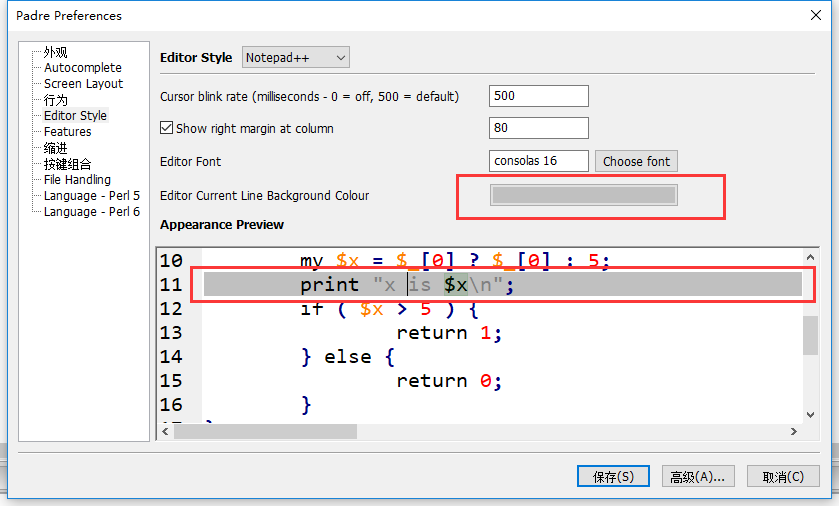 Padre Preferences
外观
Autocomplete
Screen Layout
行为
Editor Style
Features
缩进
按键组合
File Handling
Language - Perl 5
Language - Perl 6
Editor Style Notepad++
Cursor blink rate (milliseconds - 0 = off, 500 = default) 500
Show right margin at column 80
Editor Font consolas 16 Choose font
Editor Current Line Background Colour
Appearance Preview
10 my $x = $_[0] ? $_[0] : 5;
11 print "x is $x\n";
12 if ( $x > 5 ) {
13 return 1;
14 } else {
15 return 0;
16 }
保存(S) 高级(A)... 取消(C)